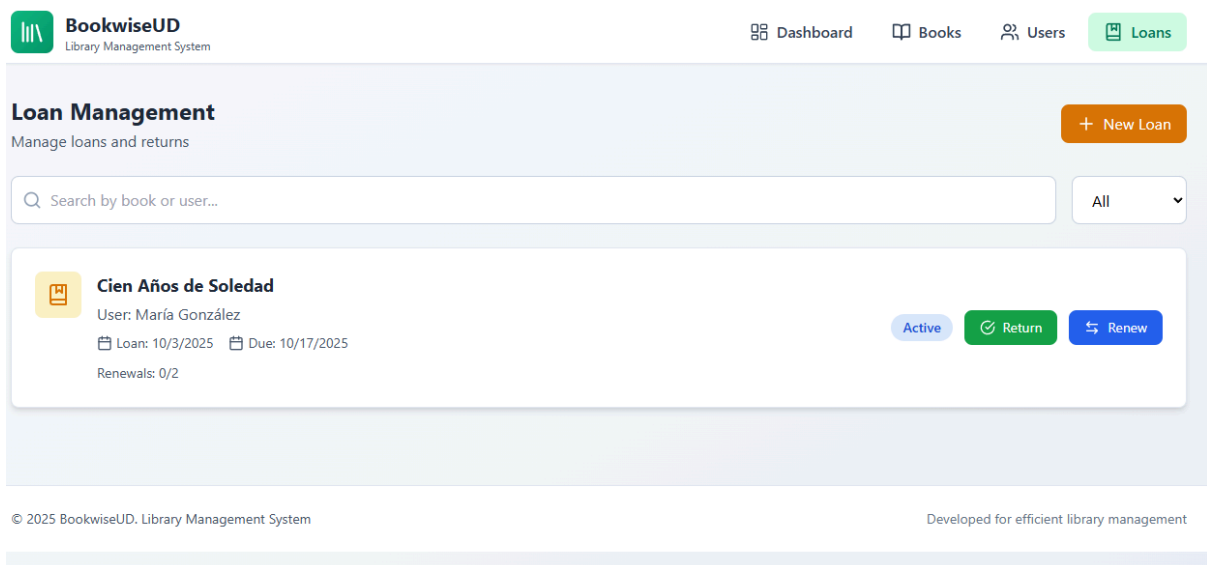 BookwiseUD
Library Management System
Dashboard
Books
Users
Loans
Loan Management
Manage loans and returns
New Loan
Search by book or user...
All
Cien Años de Soledad
User: María González
Loan: 10/3/2025 Due: 10/17/2025
Renewals: 0/2
Active
Return
Renew
© 2025 BookwiseUD. Library Management System
Developed for efficient library management